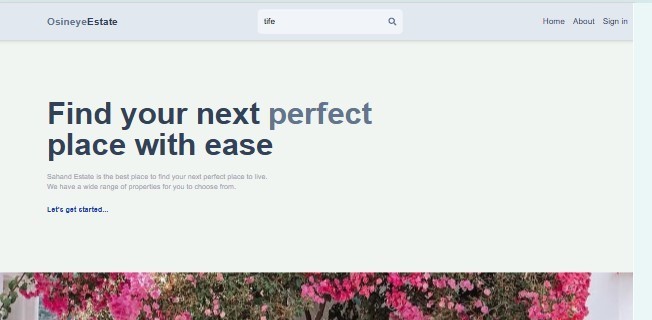 OsineyeEstate
tife
Home About Sign in
Find your next perfect
place with ease
Sahand Estate is the best place to find your next perfect place to live.
We have a wide range of properties for you to choose from.
Let's get started...